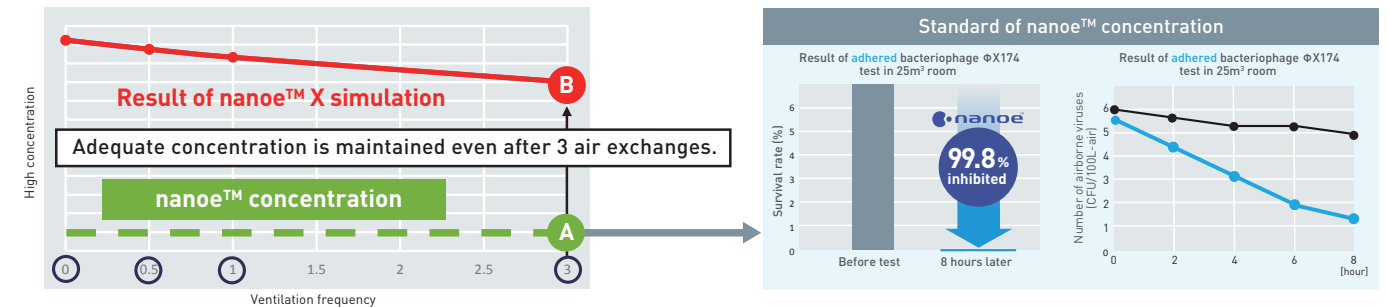 High concentration
Result of nanoe™ X simulation
B
Adequate concentration is maintained even after 3 air exchanges.
nanoe™ concentration
A
0
0.5
1
1.5
2
2.5
3
Ventilation frequency
Standard of nanoe™ concentration
Result of adhered bacteriophage ΦX174
test in 25m³ room
Survival rate (%)
6
5
4
3
2
1
0
nanoe™
99.8%
inhibited
Before test
8 hours later
Result of adhered bacteriophage ΦX174
test in 25m³ room
Number of airborne viruses
(CFU/100L-air)
6
5
4
3
2
1
0
0
2
4
6
8
[hour]